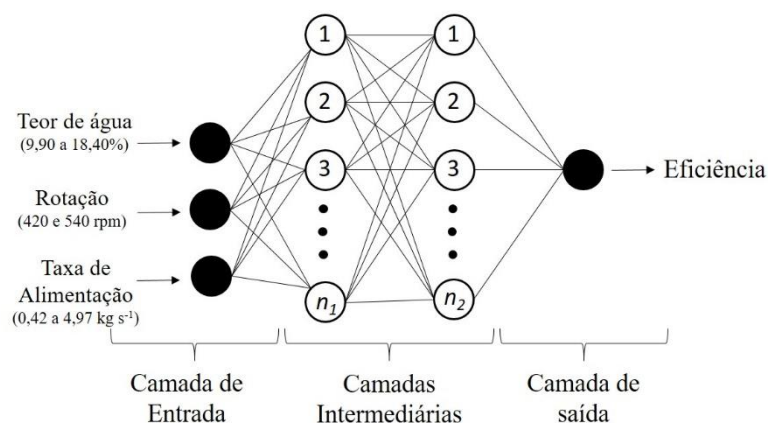 Teor de água
(9,90 a 18,40%)
Rotação
(420 e 540 rpm)
Taxa de
Alimentação
(0,42 a 4,97 kg s⁻¹)
1
2
3
n₁
1
2
3
n₂
Eficiência
Camada de
Entrada
Camadas
Intermediárias
Camada de
saída